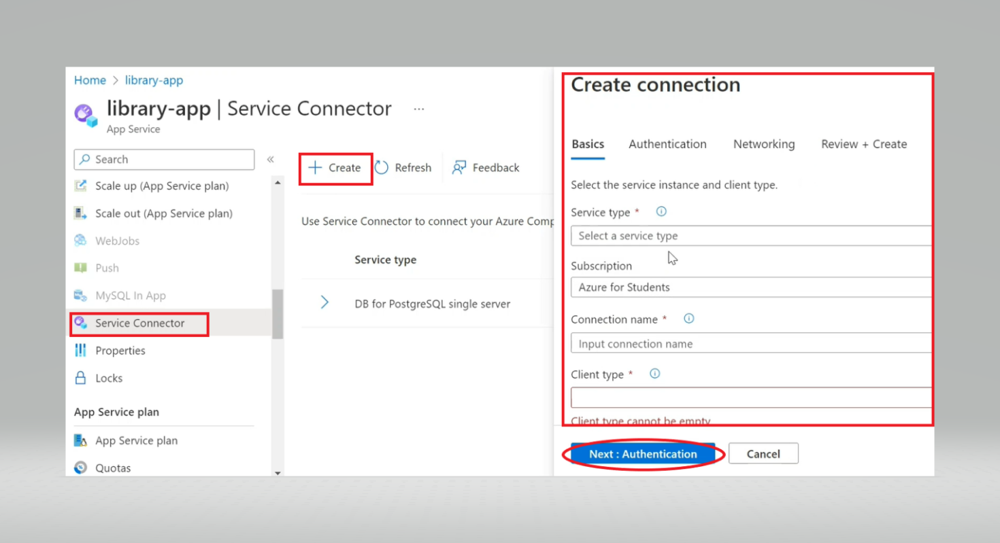 Home > library-app
library-app | Service Connector ...
App Service
Search «
Scale up (App Service plan)
Scale out (App Service plan)
WebJobs
Push
MySQL In App
Service Connector
Properties
Locks
App Service plan
App Service plan
Quotas
Create Refresh Feedback
Use Service Connector to connect your Azure Comp
Service type
DB for PostgreSQL single server
Create connection
Basics Authentication Networking Review + Create
Select the service instance and client type.
Service type *
Select a service type
Subscription
Azure for Students
Connection name *
Input connection name
Client type *
Client type cannot be empty
Next : Authentication Cancel